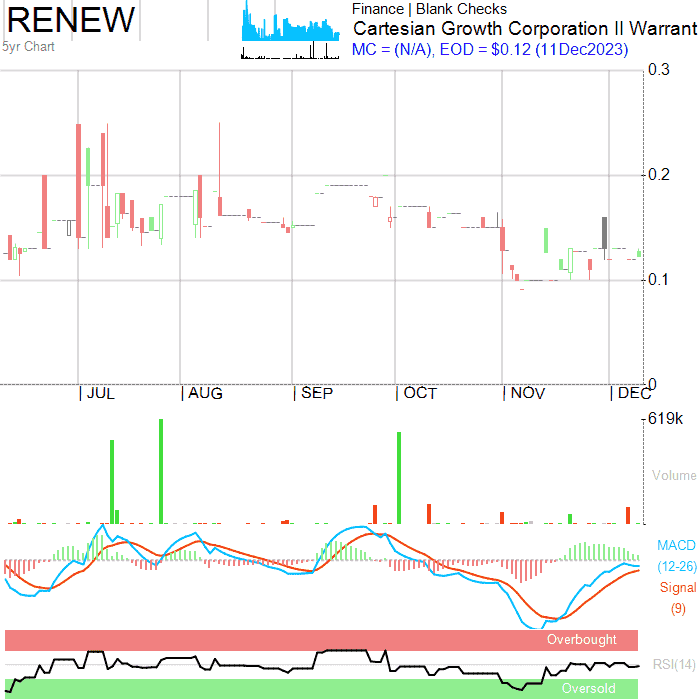 RENEW
5yr Chart
Finance | Blank Checks
Cartesian Growth Corporation II Warrant
MC = (N/A), EOD = $0.12 (11Dec2023)
0.3
0.2
0.1
0
| JUL | AUG | SEP | OCT | NOV | DEC
619k
Volume
MACD
(12-26)
Signal
(9)
Overbought
RSI(14)
Oversold